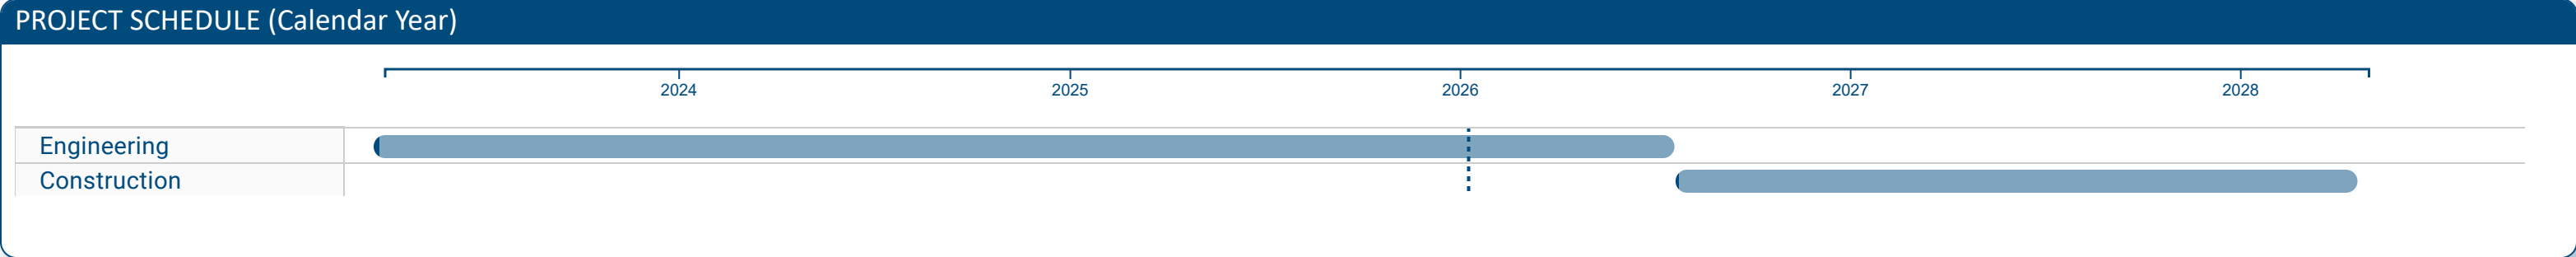 PROJECT SCHEDULE (Calendar Year)
2024 2025 2026 2027 2028
Engineering
Construction